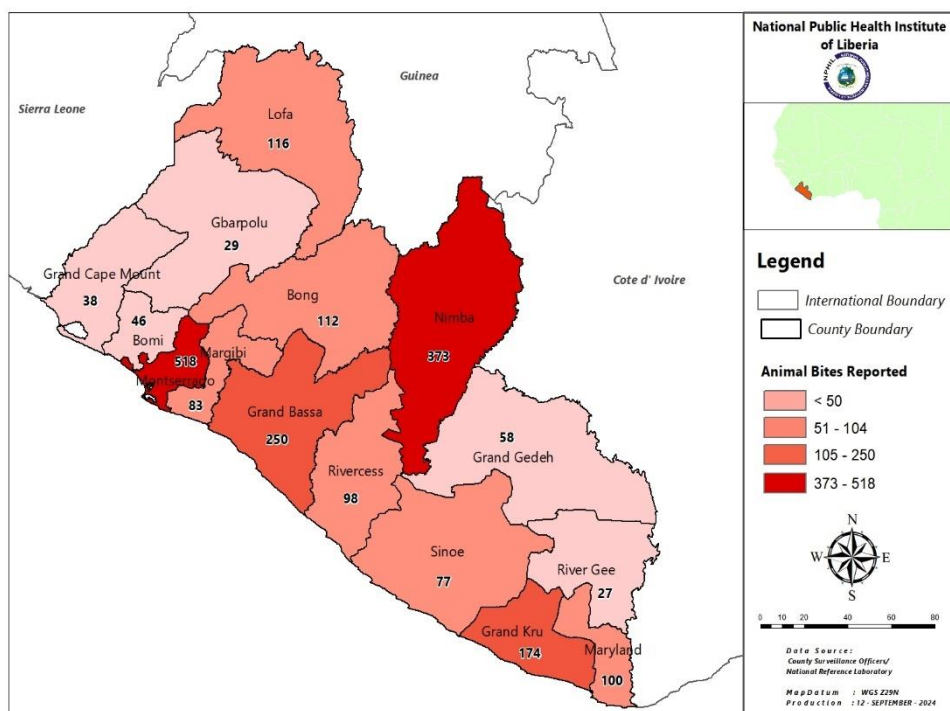 National Public Health Institute
of Liberia
NPHIL
Sierra Leone
Guinea
Cote d' Ivoire
Lofa
116
Gbarpolu
29
Grand Cape Mount
38
Bong
112
46
Bomi
Nimba
373
518
Margibi
Montserrado
83
Grand Bassa
250
58
Grand Gedeh
Rivercess
98
Sinoe
77
River Gee
27
Grand Kru
174
Maryland
100
Legend
International Boundary
County Boundary
Animal Bites Reported
< 50
51 - 104
105 - 250
373 - 518
N
W E
S
0 10 20 40 60 80
Data Source:
County Surveillance Officers/
National Reference Laboratory
Map Datum : WGS Z29N
Production : 12 - SEPTEMBER - 2024